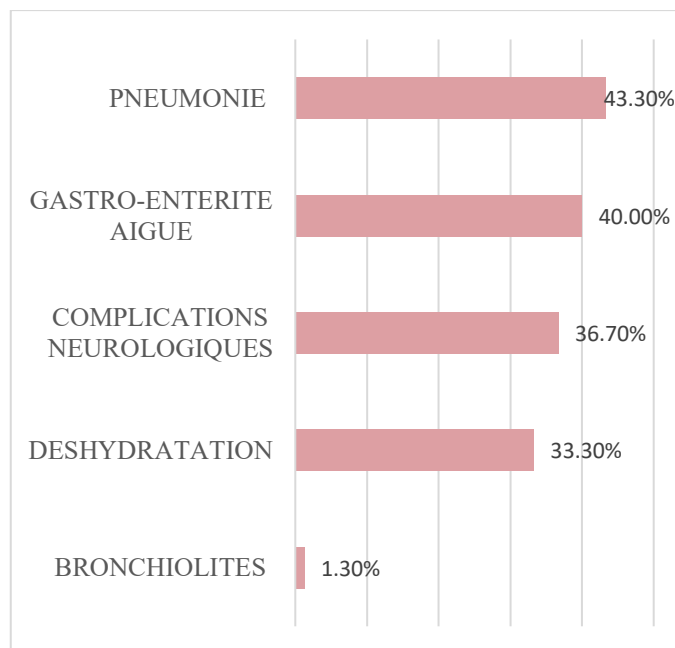 PNEUMONIE
43.30%
GASTRO-ENTERITE
AIGUE
40.00%
COMPLICATIONS
NEUROLOGIQUES
36.70%
DESHYDRATATION
33.30%
BRONCHIOLITES
1.30%